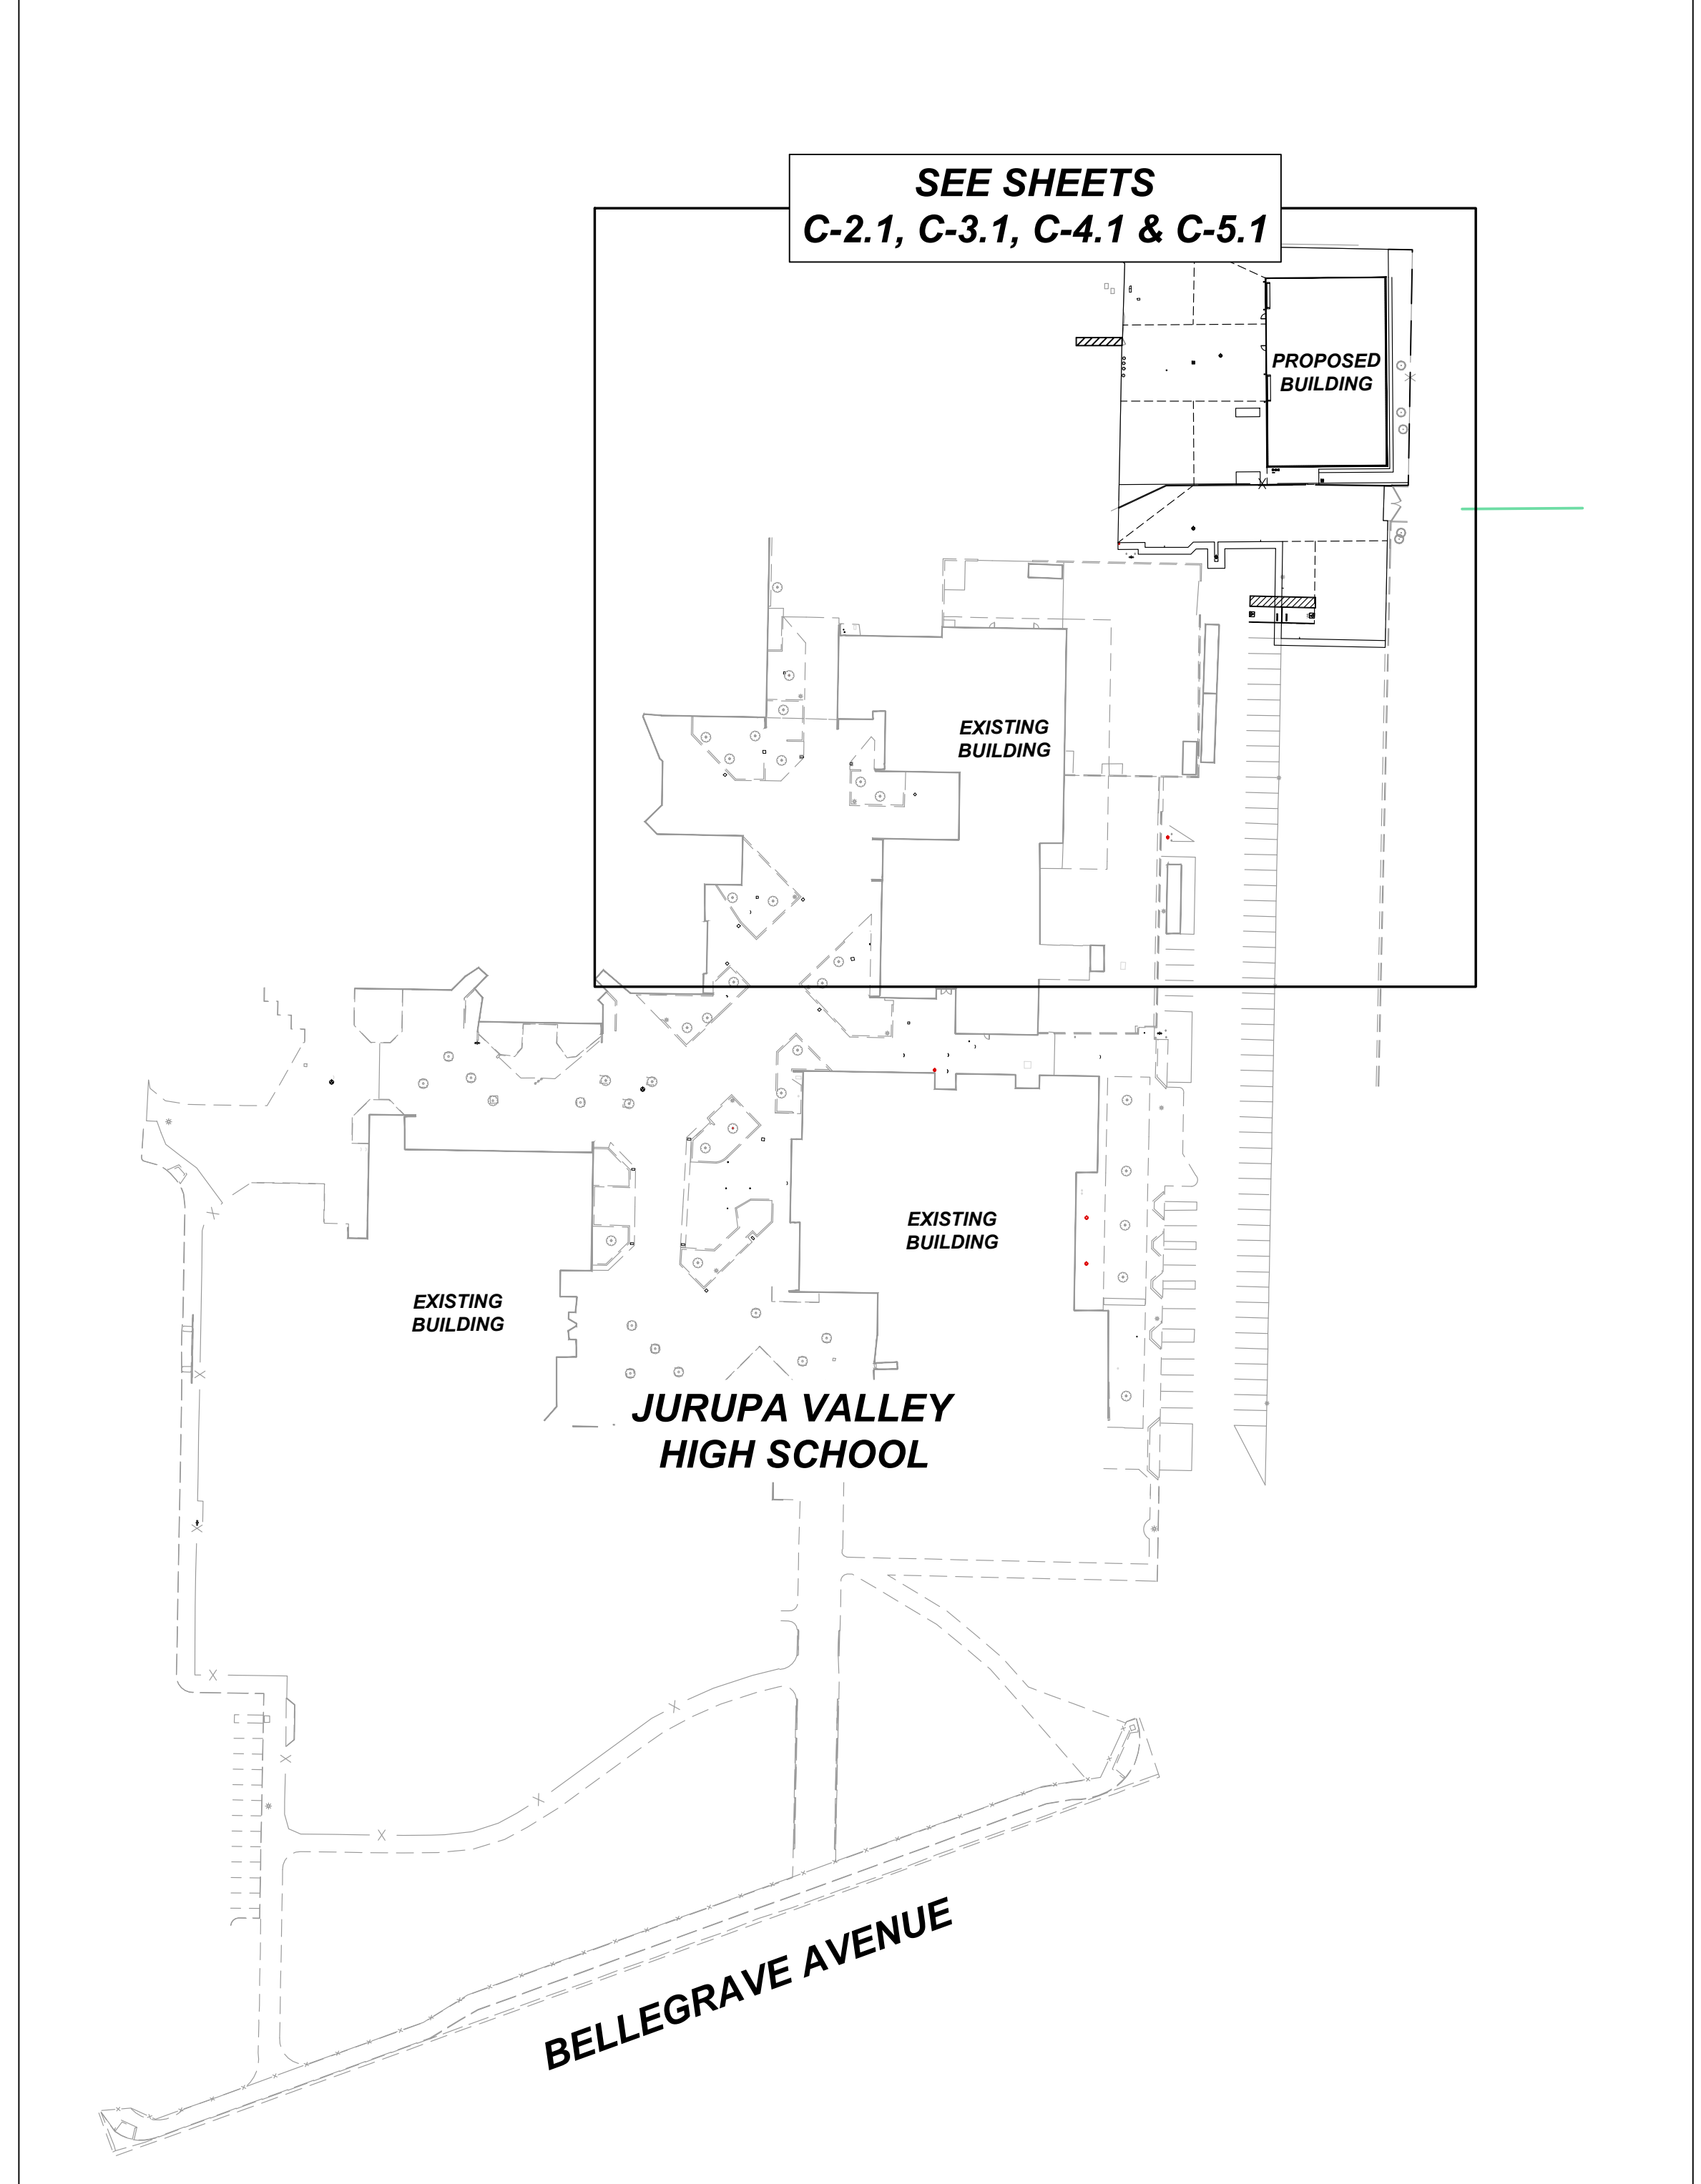 SEE SHEETS
C-2.1, C-3.1, C-4.1 & C-5.1
PROPOSED
BUILDING
EXISTING
BUILDING
EXISTING
BUILDING
EXISTING
BUILDING
JURUPA VALLEY
HIGH SCHOOL
BELLEGRAVE AVENUE